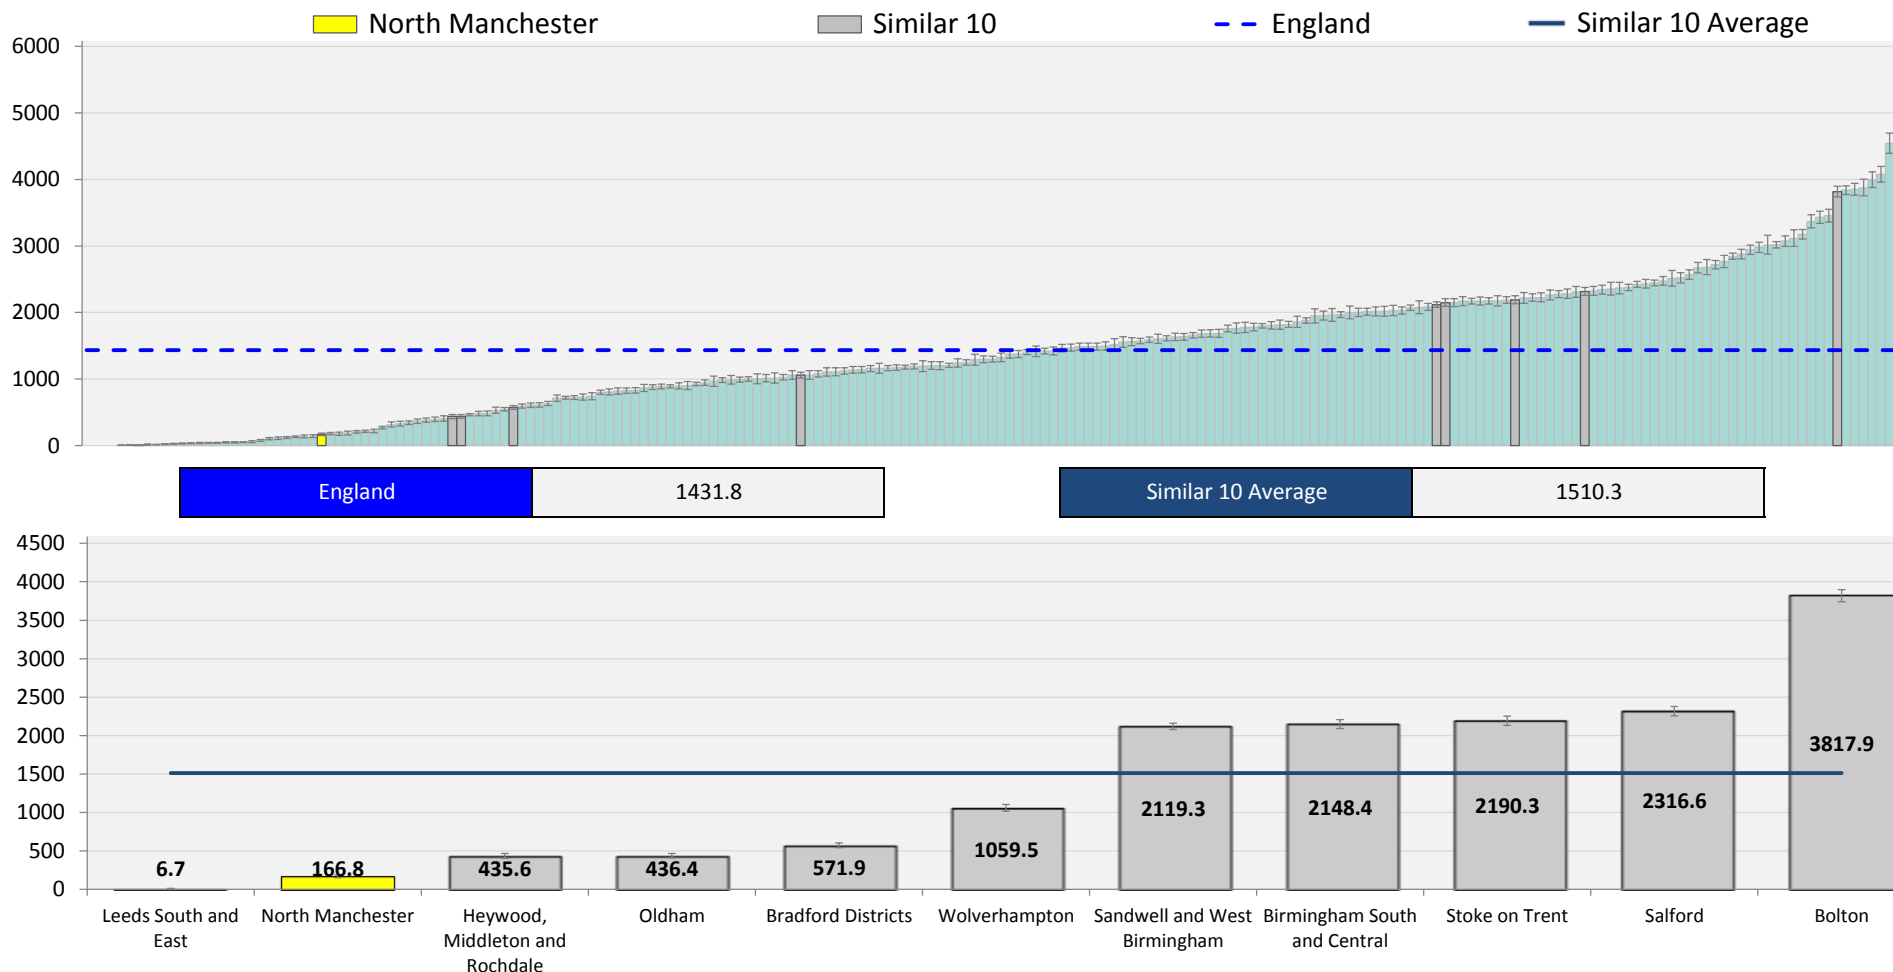 North Manchester
Similar 10
England
Similar 10 Average
6000
5000
4000
3000
2000
1000
0
England
1431.8
Similar 10 Average
1510.3
4500
4000
3500
3000
2500
2000
1500
1000
500
0
6.7
166.8
435.6
436.4
571.9
1059.5
2119.3
2148.4
2190.3
2316.6
3817.9
Leeds South and
East
North Manchester
Heywood,
Middleton and
Rochdale
Oldham
Bradford Districts
Wolverhampton
Sandwell and West
Birmingham
Birmingham South
and Central
Stoke on Trent
Salford
Bolton